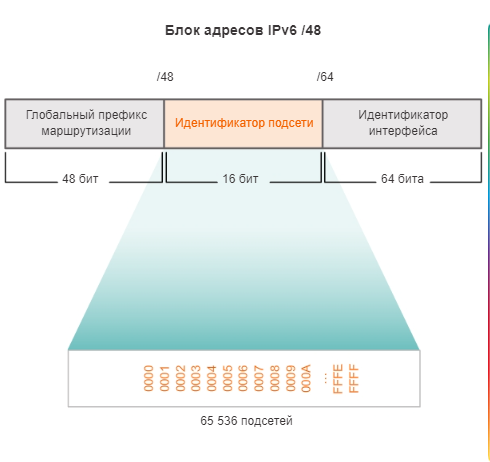 Блок адресов IPv6 /48
/48
/64
Глобальный префикс
маршрутизации
Идентификатор подсети
Идентификатор
интерфейса
48 бит
16 бит
64 бита
0000
0001
0002
0003
0004
0005
0006
0007
0008
0009
000A
...
FFFE
FFFF
65 536 подсетей